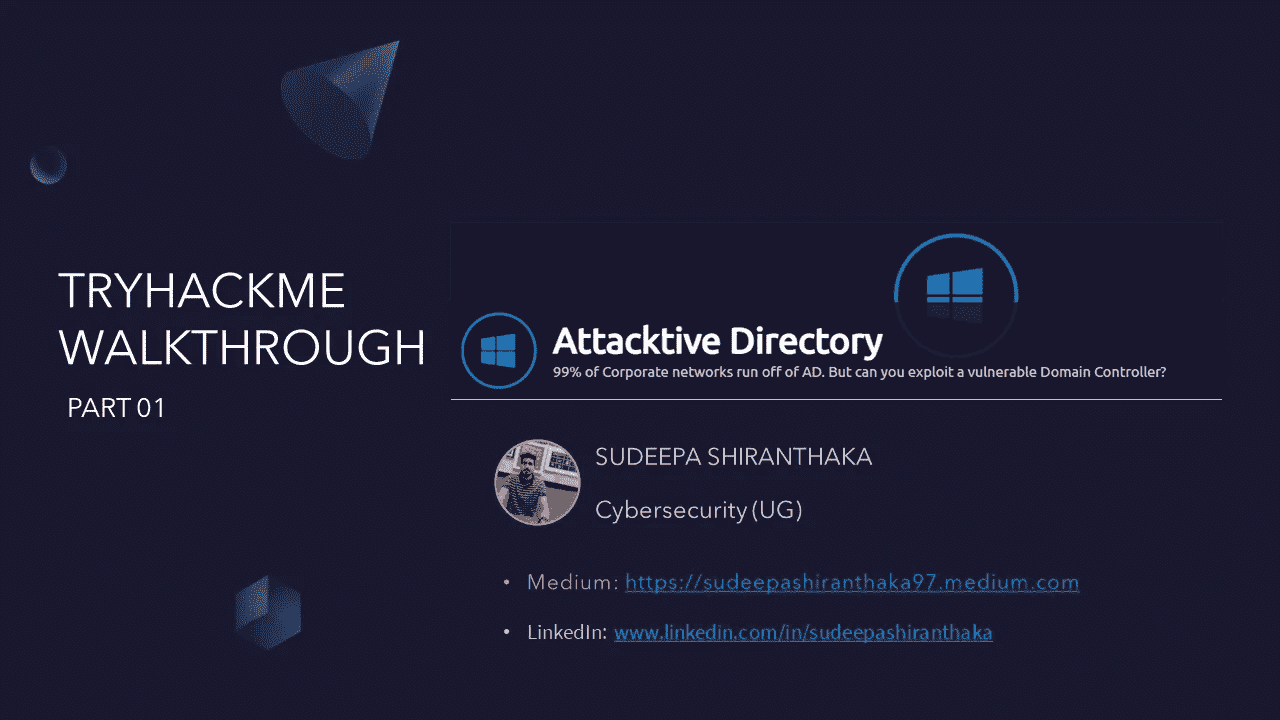 TRYHACKME
WALKTHROUGH
PART 01
Attacktive Directory
99% of Corporate networks run off of AD. But can you exploit a vulnerable Domain Controller?
SUDEEPA SHIRANTHAKA
Cybersecurity (UG)
• Medium: https://sudeepashiranthaka97.medium.com
• LinkedIn: www.linkedin.com/in/sudeepashiranthaka